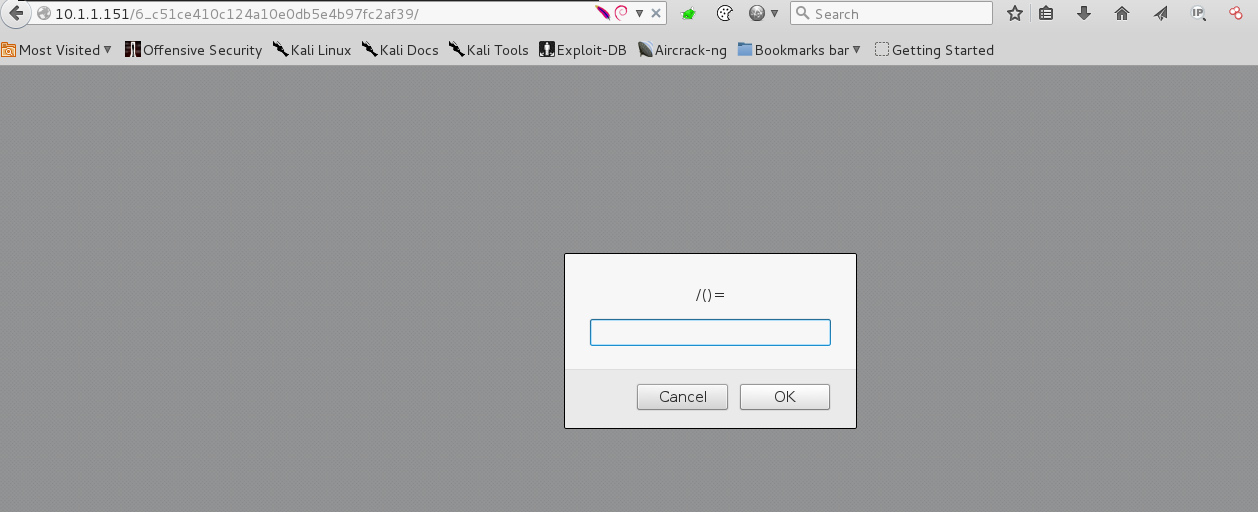 10.1.1.151/6_c51ce410c124a10e0db5e4b97fc2af39/ Search IP
Most Visited Offensive Security Kali Linux Kali Docs Kali Tools Exploit-DB Aircrack-ng Bookmarks bar Getting Started
/()=
Cancel OK